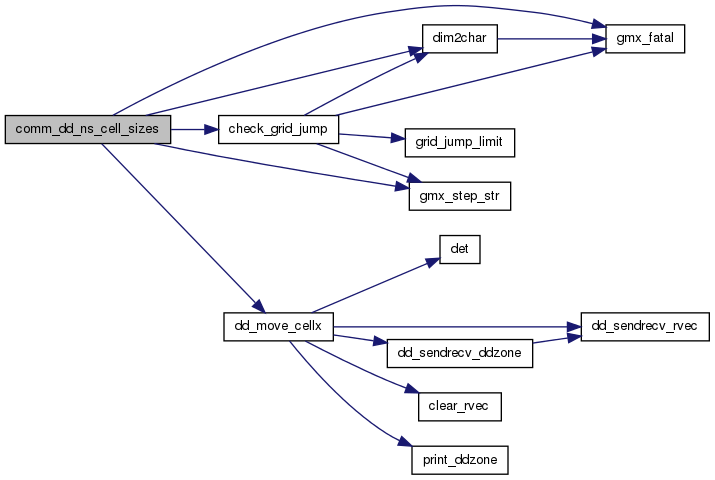 dim2char
gmx_fatal
comm_dd_ns_cell_sizes
check_grid_jump
grid_jump_limit
gmx_step_str
det
dd_move_cellx
dd_sendrecv_rvec
dd_sendrecv_ddzone
clear_rvec
print_ddzone